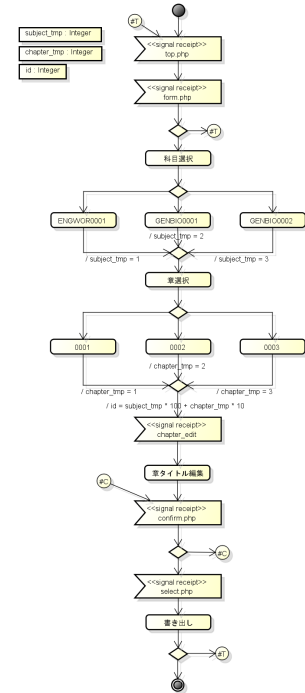 subject_tmp : Integer
chapter_tmp : Integer
id : Integer
#T
<<signal receipt>>
top.php
<<signal receipt>>
form.php
#T
科目選択
ENGWOR0001
GENBIO0001
GENBIO0002
/ subject_tmp = 2
/ subject_tmp = 1
/ subject_tmp = 3
章選択
0001
0002
0003
/ chapter_tmp = 2
/ chapter_tmp = 1
/ chapter_tmp = 3
/ id = subject_tmp * 100 + chapter_tmp * 10
<<signal receipt>>
chapter_edit
章タイトル編集
#C
<<signal receipt>>
confirm.php
#C
<<signal receipt>>
select.php
書き出し
#T